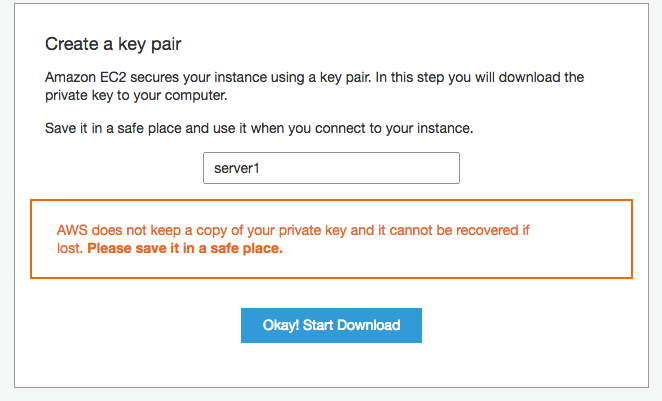 Create a key pair
Amazon EC2 secures your instance using a key pair. In this step you will download the
private key to your computer.
Save it in a safe place and use it when you connect to your instance.
server1
AWS does not keep a copy of your private key and it cannot be recovered if
lost. Please save it in a safe place.
Okay! Start Download